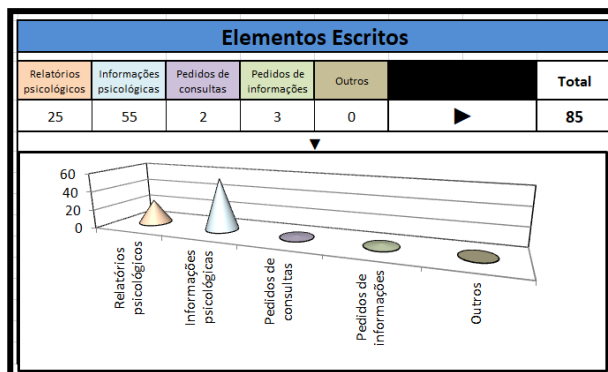 Elementos Escritos
Relatórios psicológicos
Informações psicológicas
Pedidos de consultas
Pedidos de informações
Outros
Total
25 55 2 3 0 ► 85
▼
60
40
20
0
Relatórios psicológicos
Informações psicológicas
Pedidos de consultas
Pedidos de informações
Outros